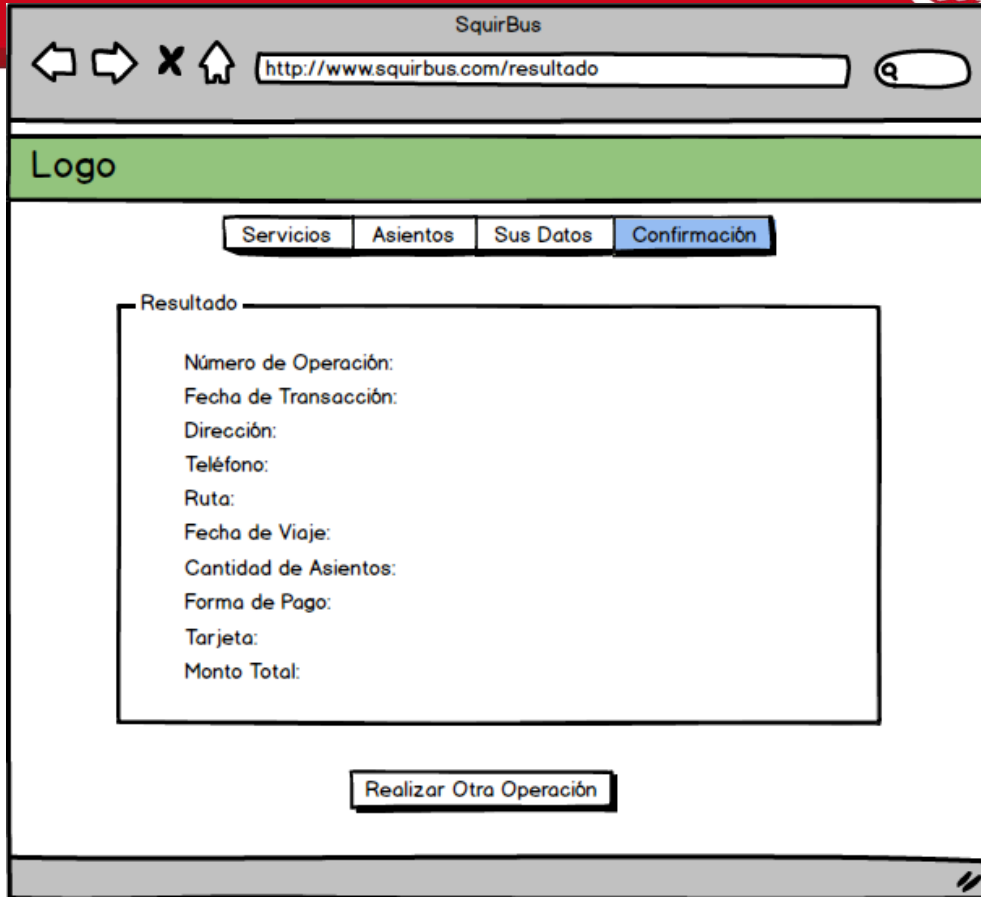 SquirBus
http://www.squirbus.com/resultado
Logo
Servicios Asientos Sus Datos Confirmación
Resultado
Número de Operación:
Fecha de Transacción:
Dirección:
Teléfono:
Ruta:
Fecha de Viaje:
Cantidad de Asientos:
Forma de Pago:
Tarjeta:
Monto Total:
Realizar Otra Operación